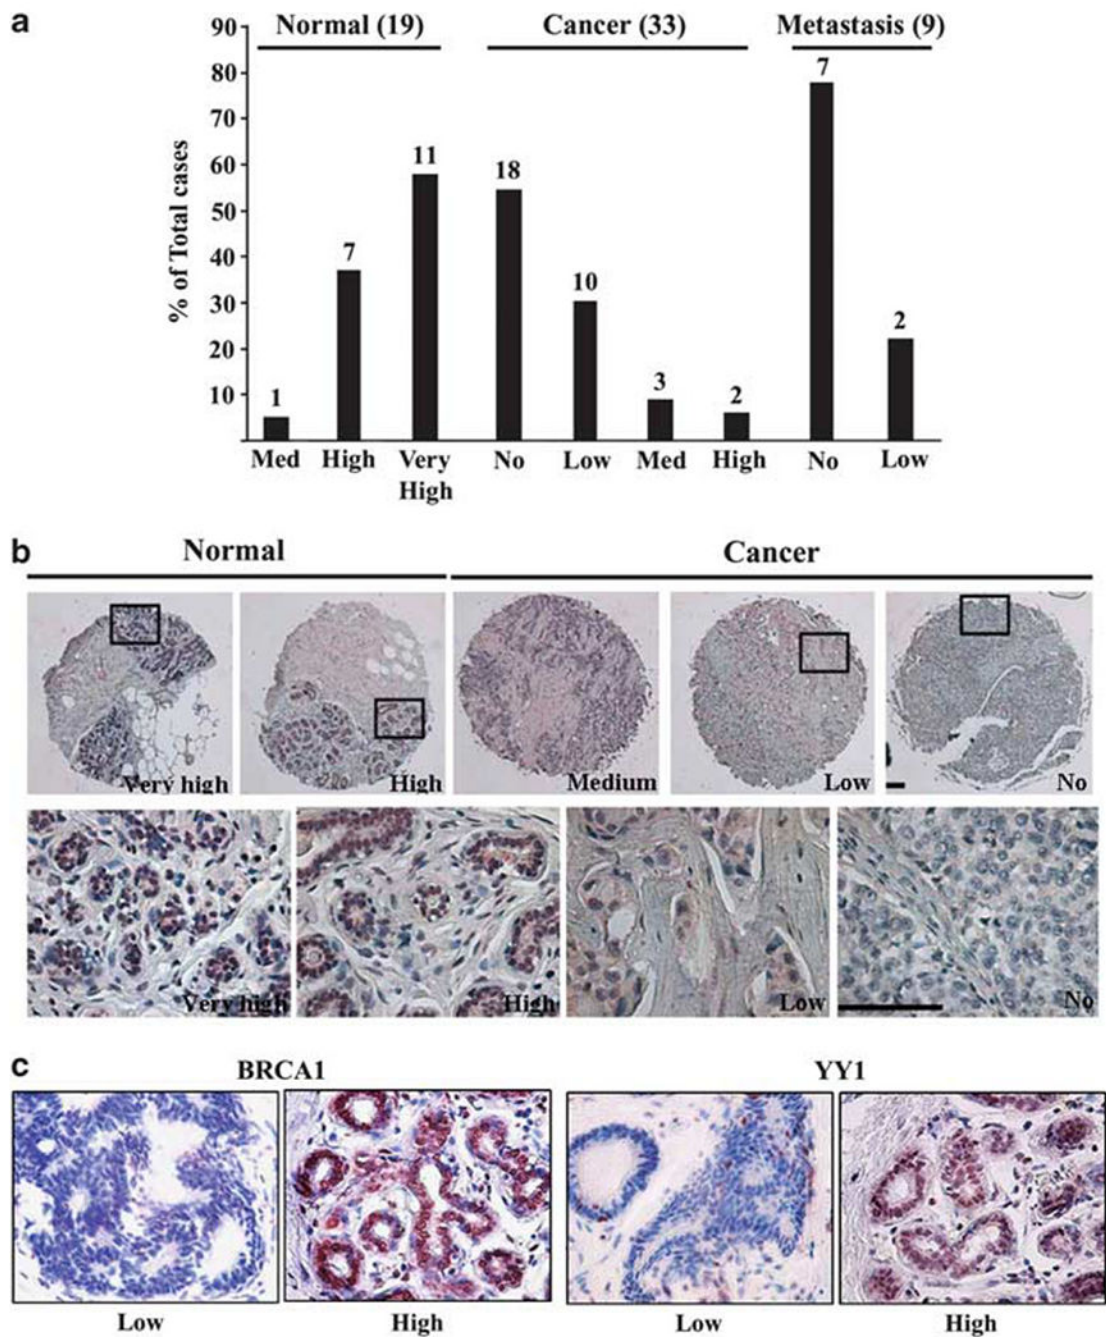 a
Normal (19) Cancer (33) Metastasis (9)
% of Total cases
90
80
70
60
50
40
30
20
10
1 7 11 18 10 3 2 7 2
Med High Very High No Low Med High No Low
b
Normal Cancer
Very high High Medium Low No
Very high High Low No
c
BRCA1 YY1
Low High Low High